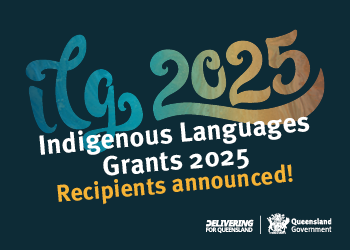 ilg 2025
Indigenous Languages
Grants 2025
Recipients announced!
DELIVERING
FOR QUEENSLAND
Queensland
Government